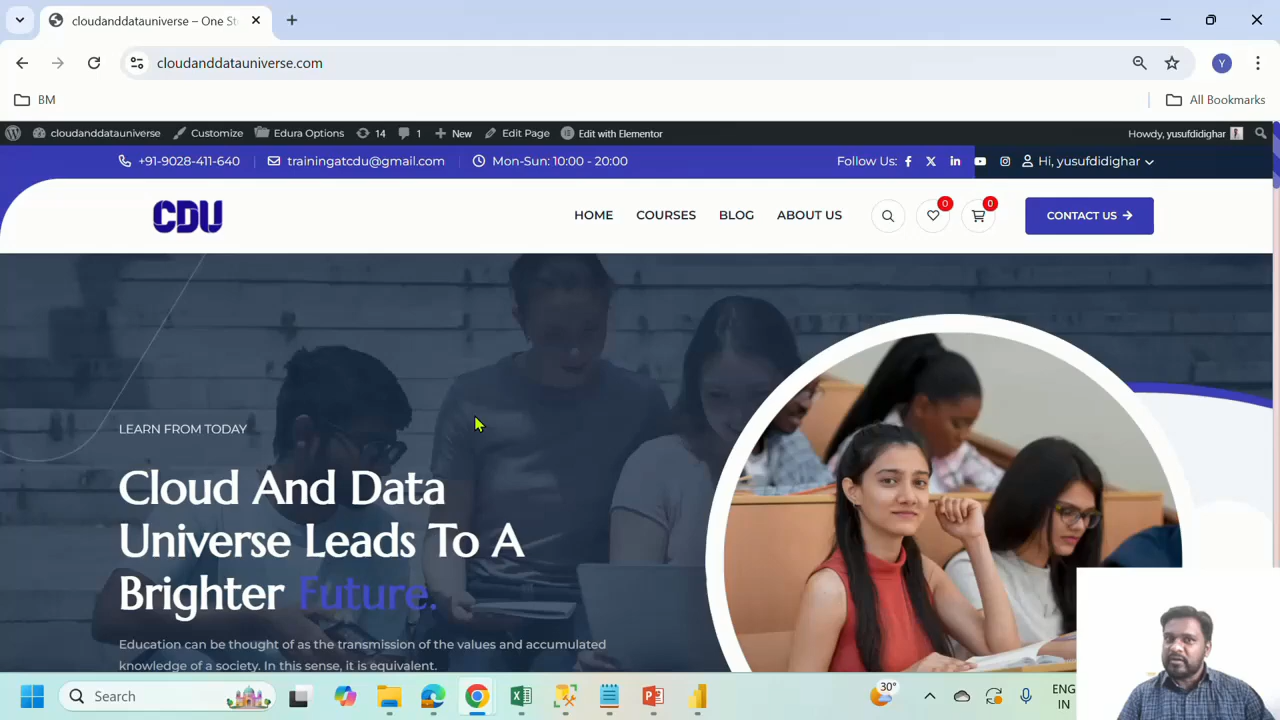 cloudanddatauniverse – One St
cloudanddatauniverse.com
Y
BM
All Bookmarks
cloudanddatauniverse Customize Edura Options 14 1 New Edit Page Edit with Elementor Howdy, yusufdidighar
+91-9028-411-640 trainingatcdu@gmail.com Mon-Sun: 10:00 - 20:00 Follow Us: Hi, yusufdidighar
CDU HOME COURSES BLOG ABOUT US 0 0 CONTACT US
LEARN FROM TODAY
Cloud And Data
Universe Leads To A
Brighter Future.
Education can be thought of as the transmission of the values and accumulated
knowledge of a society. In this sense, it is equivalent.
Search 30° ENG
IN